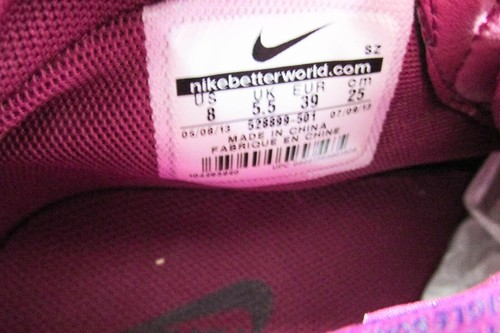 SZ
nikebetterworld.com
US UK EUR cm
8 5.5 39 25
05/08/13 528899-501 07/09/13
MADE IN CHINA
FABRIQUE EN CHINE